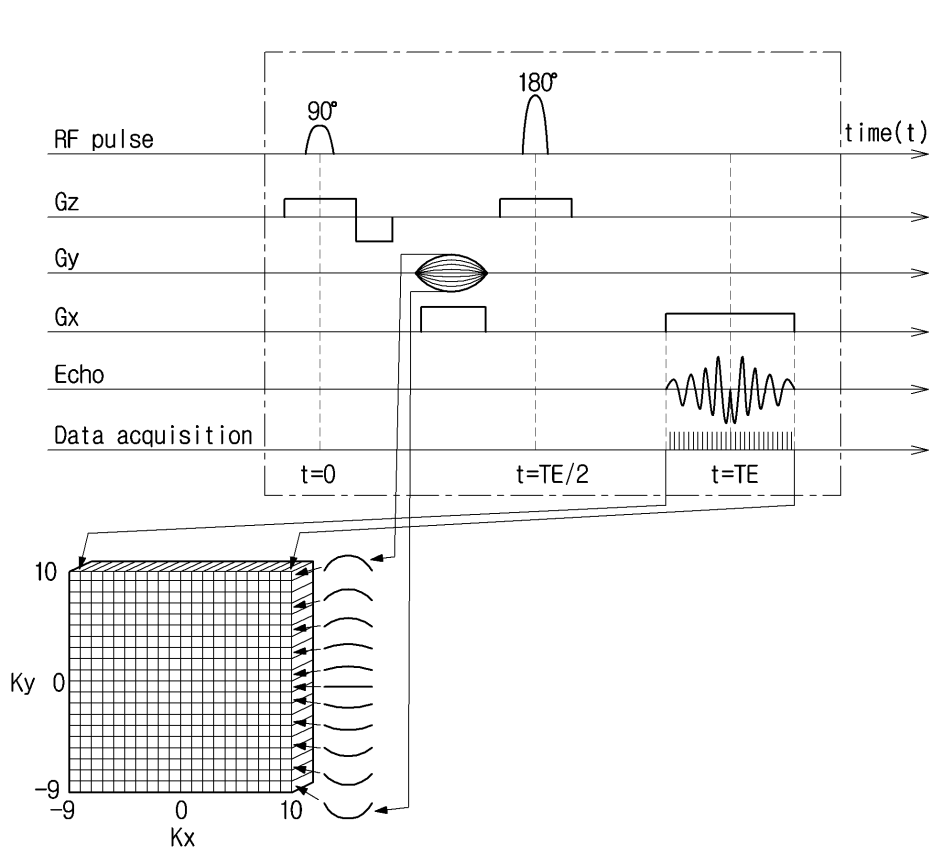 180°
90°
RF pulse
time(t)
Gz
Gy
Gx
Echo
Data acquisition
t=0
t=TE/2
t=TE
10
Ky 0
-9
-9
0
10
Kx